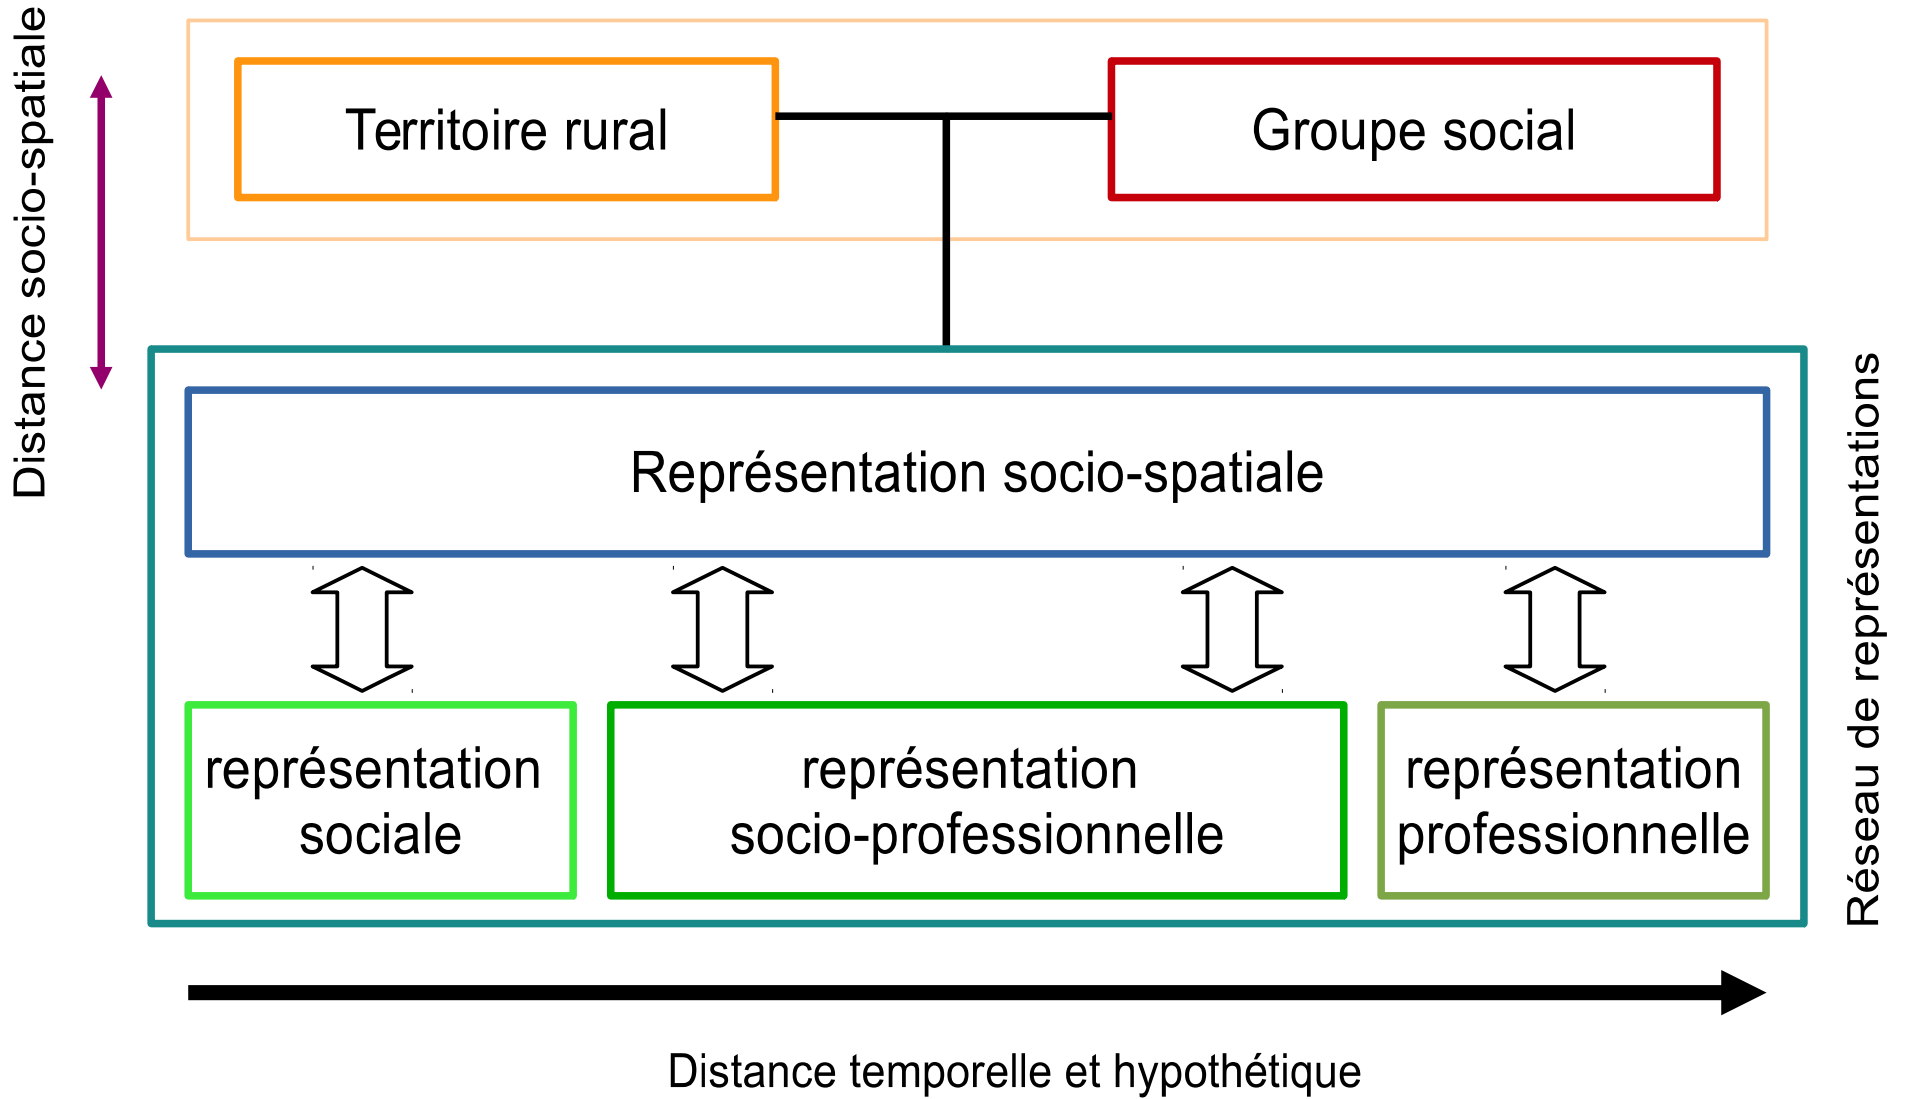 Distance socio-spatiale
Territoire rural
Groupe social
Représentation socio-spatiale
représentation
sociale
représentation
socio-professionnelle
représentation
professionnelle
Réseau de représentations
Distance temporelle et hypothétique